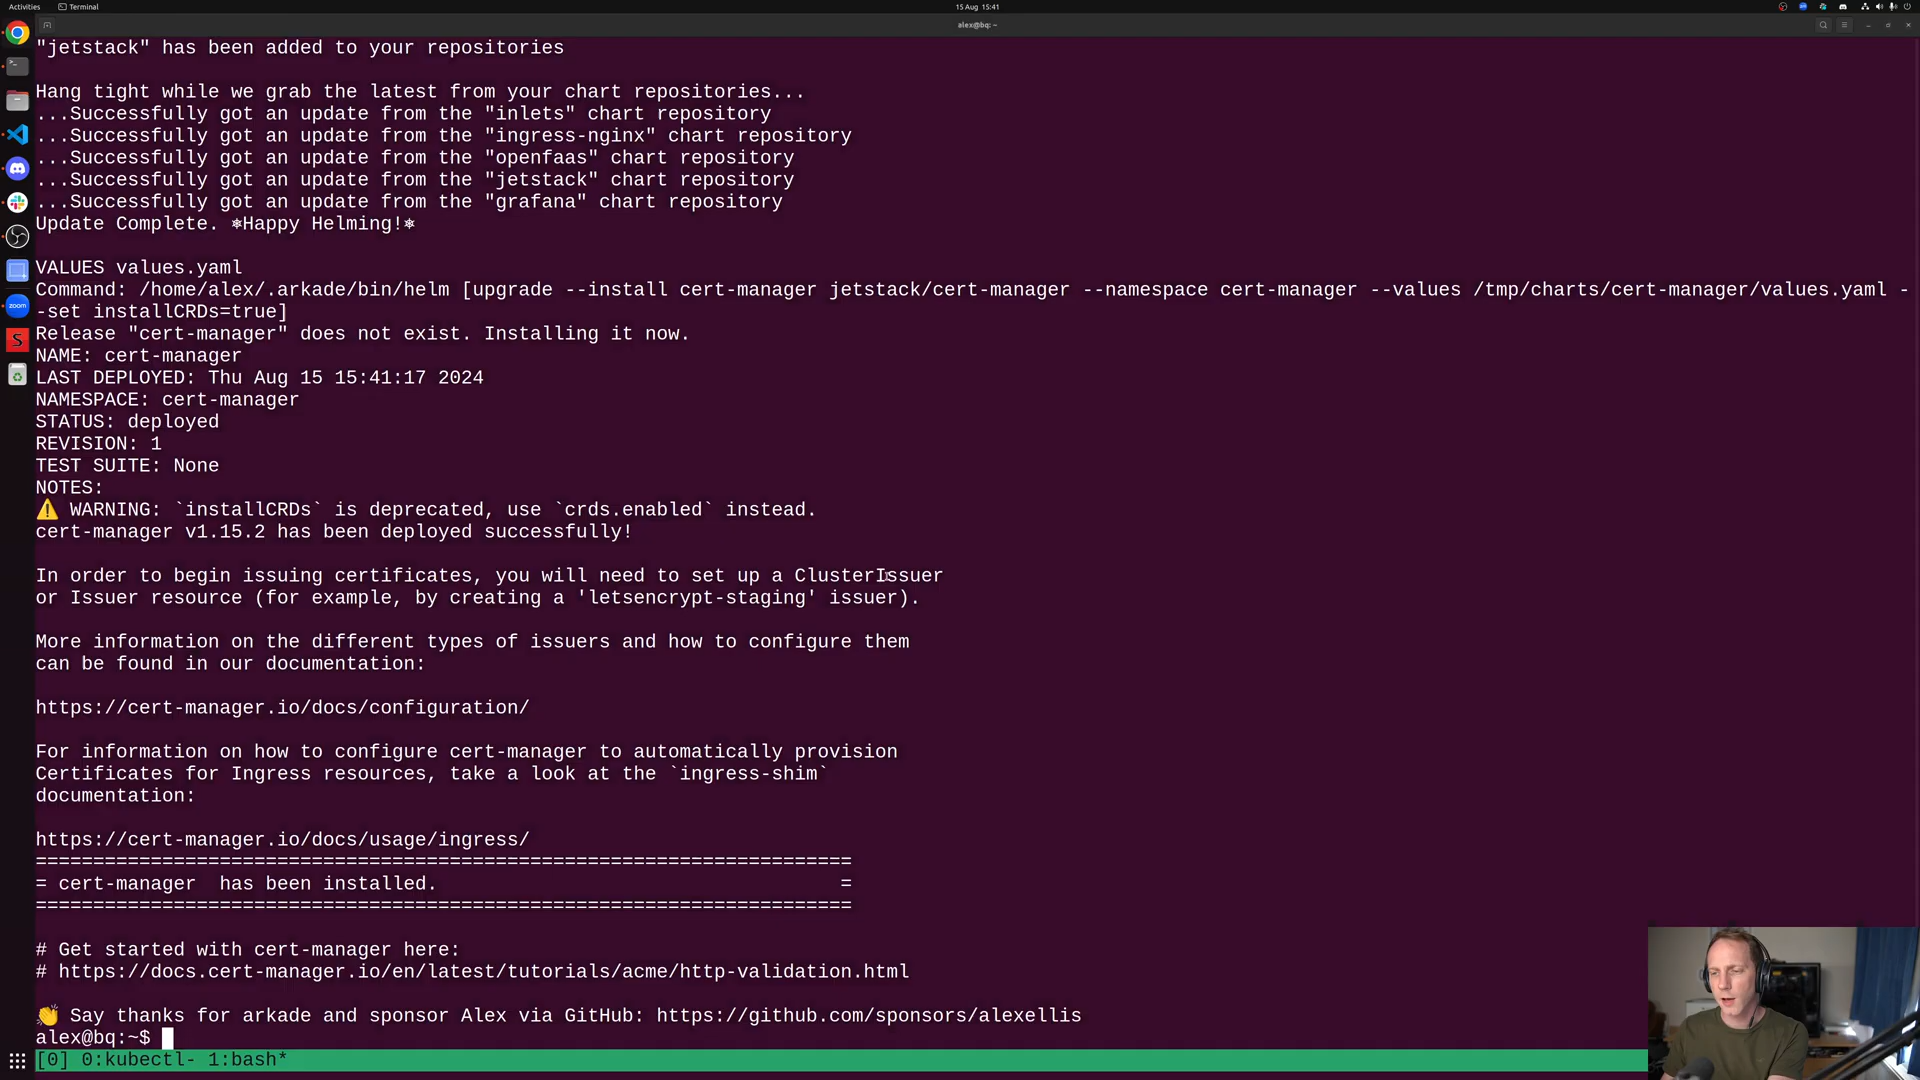 Activities
Terminal
15 Aug 15:41
alex@bq: ~
"jetstack" has been added to your repositories
Hang tight while we grab the latest from your chart repositories...
...Successfully got an update from the "inlets" chart repository
...Successfully got an update from the "ingress-nginx" chart repository
...Successfully got an update from the "openfaas" chart repository
...Successfully got an update from the "jetstack" chart repository
...Successfully got an update from the "grafana" chart repository
Update Complete. ⎈Happy Helming!⎈
VALUES values.yaml
Command: /home/alex/.arkade/bin/helm [upgrade --install cert-manager jetstack/cert-manager --namespace cert-manager --values /tmp/charts/cert-manager/values.yaml -
-set installCRDs=true]
Release "cert-manager" does not exist. Installing it now.
NAME: cert-manager
LAST DEPLOYED: Thu Aug 15 15:41:17 2024
NAMESPACE: cert-manager
STATUS: deployed
REVISION: 1
TEST SUITE: None
NOTES:
⚠️ WARNING: `installCRDs` is deprecated, use `crds.enabled` instead.
cert-manager v1.15.2 has been deployed successfully!
In order to begin issuing certificates, you will need to set up a ClusterIssuer
or Issuer resource (for example, by creating a 'letsencrypt-staging' issuer).
More information on the different types of issuers and how to configure them
can be found in our documentation:
https://cert-manager.io/docs/configuration/
For information on how to configure cert-manager to automatically provision
Certificates for Ingress resources, take a look at the `ingress-shim`
documentation:
https://cert-manager.io/docs/usage/ingress/
=======================================================================
= cert-manager  has been installed.                                   =
=======================================================================
# Get started with cert-manager here:
# https://docs.cert-manager.io/en/latest/tutorials/acme/http-validation.html
👏 Say thanks for arkade and sponsor Alex via GitHub: https://github.com/sponsors/alexellis
alex@bq:~$
[0] 0:kubectl- 1:bash*
zoom
S